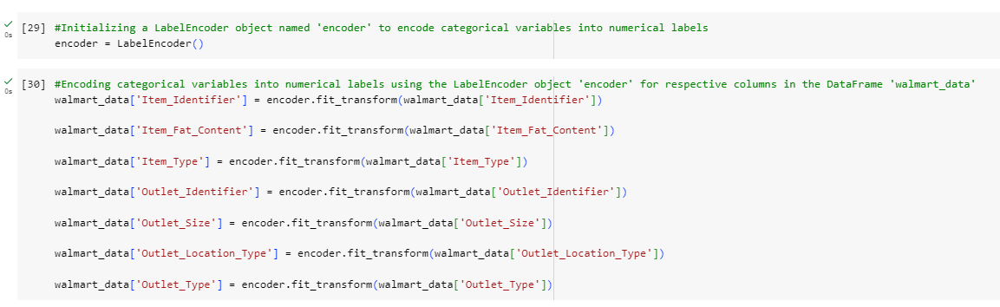 [29] #Initializing a LabelEncoder object named 'encoder' to encode categorical variables into numerical labels
0s
encoder = LabelEncoder()
[30] #Encoding categorical variables into numerical labels using the LabelEncoder object 'encoder' for respective columns in the DataFrame 'walmart_data'
0s
walmart_data['Item_Identifier'] = encoder.fit_transform(walmart_data['Item_Identifier'])
walmart_data['Item_Fat_Content'] = encoder.fit_transform(walmart_data['Item_Fat_Content'])
walmart_data['Item_Type'] = encoder.fit_transform(walmart_data['Item_Type'])
walmart_data['Outlet_Identifier'] = encoder.fit_transform(walmart_data['Outlet_Identifier'])
walmart_data['Outlet_Size'] = encoder.fit_transform(walmart_data['Outlet_Size'])
walmart_data['Outlet_Location_Type'] = encoder.fit_transform(walmart_data['Outlet_Location_Type'])
walmart_data['Outlet_Type'] = encoder.fit_transform(walmart_data['Outlet_Type'])